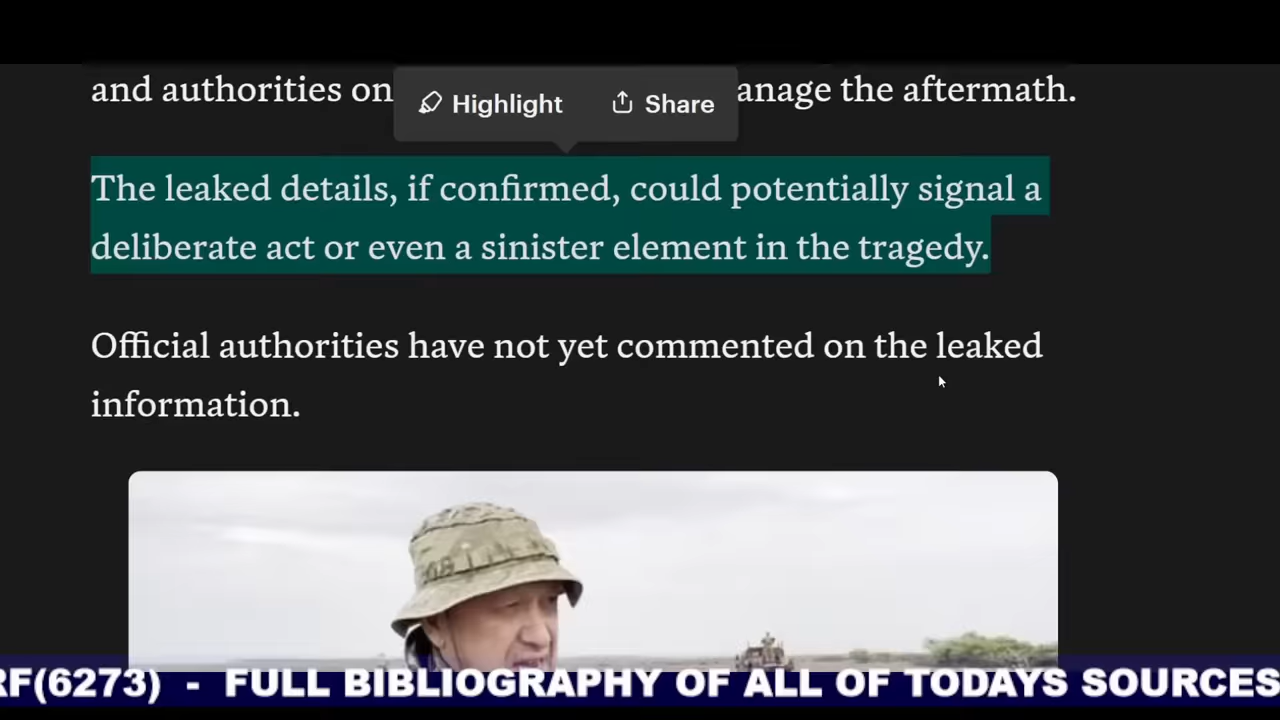 and authorities on
Highlight
Share
anage the aftermath.
The leaked details, if confirmed, could potentially signal a
deliberate act or even a sinister element in the tragedy.
Official authorities have not yet commented on the leaked
information.
RF(6273) - FULL BIBLIOGRAPHY OF ALL OF TODAYS SOURCES